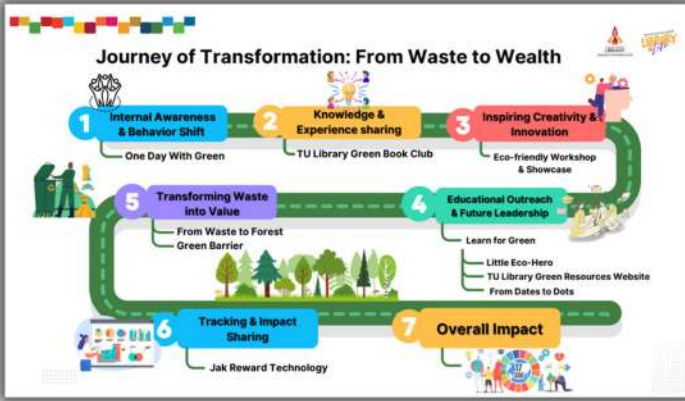 Journey of Transformation: From Waste to Wealth
LIBRARY
1
Internal Awareness
& Behavior Shift
One Day With Green
2
Knowledge &
Experience sharing
TU Library Green Book Club
3
Inspiring Creativity &
Innovation
Eco-friendly Workshop
& Showcase
4
Educational Outreach
& Future Leadership
Learn for Green
Little Eco-Hero
TU Library Green Resources Website
From Dates to Dots
5
Transforming Waste
into Value
From Waste to Forest
Green Barrier
6
Tracking & Impact
Sharing
Jak Reward Technology
7
Overall Impact
17